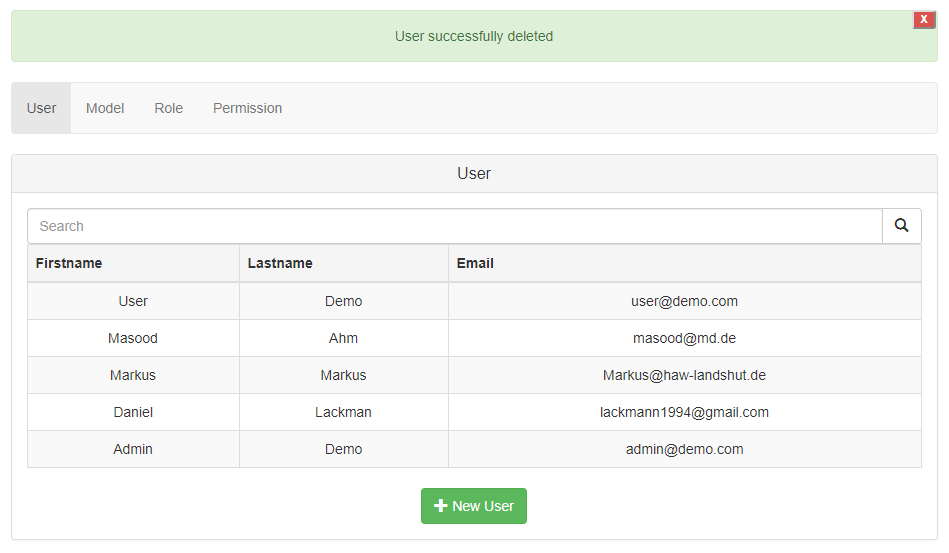 X
User successfully deleted
User Model Role Permission
User
Search
Firstname Lastname Email
User Demo user@demo.com
Masood Ahm masood@md.de
Markus Markus Markus@haw-landshut.de
Daniel Lackman lackmann1994@gmail.com
Admin Demo admin@demo.com
New User